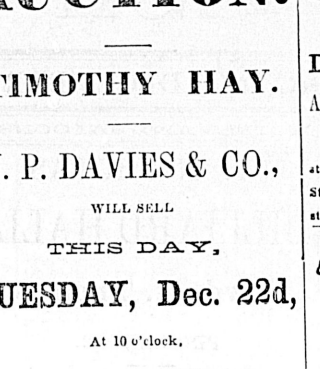 TIMOTHY HAY.
. P. DAVIES & CO.,
WILL SELL
THIS DAY,
UESDAY, Dec. 22d,
At 10 o'clock,